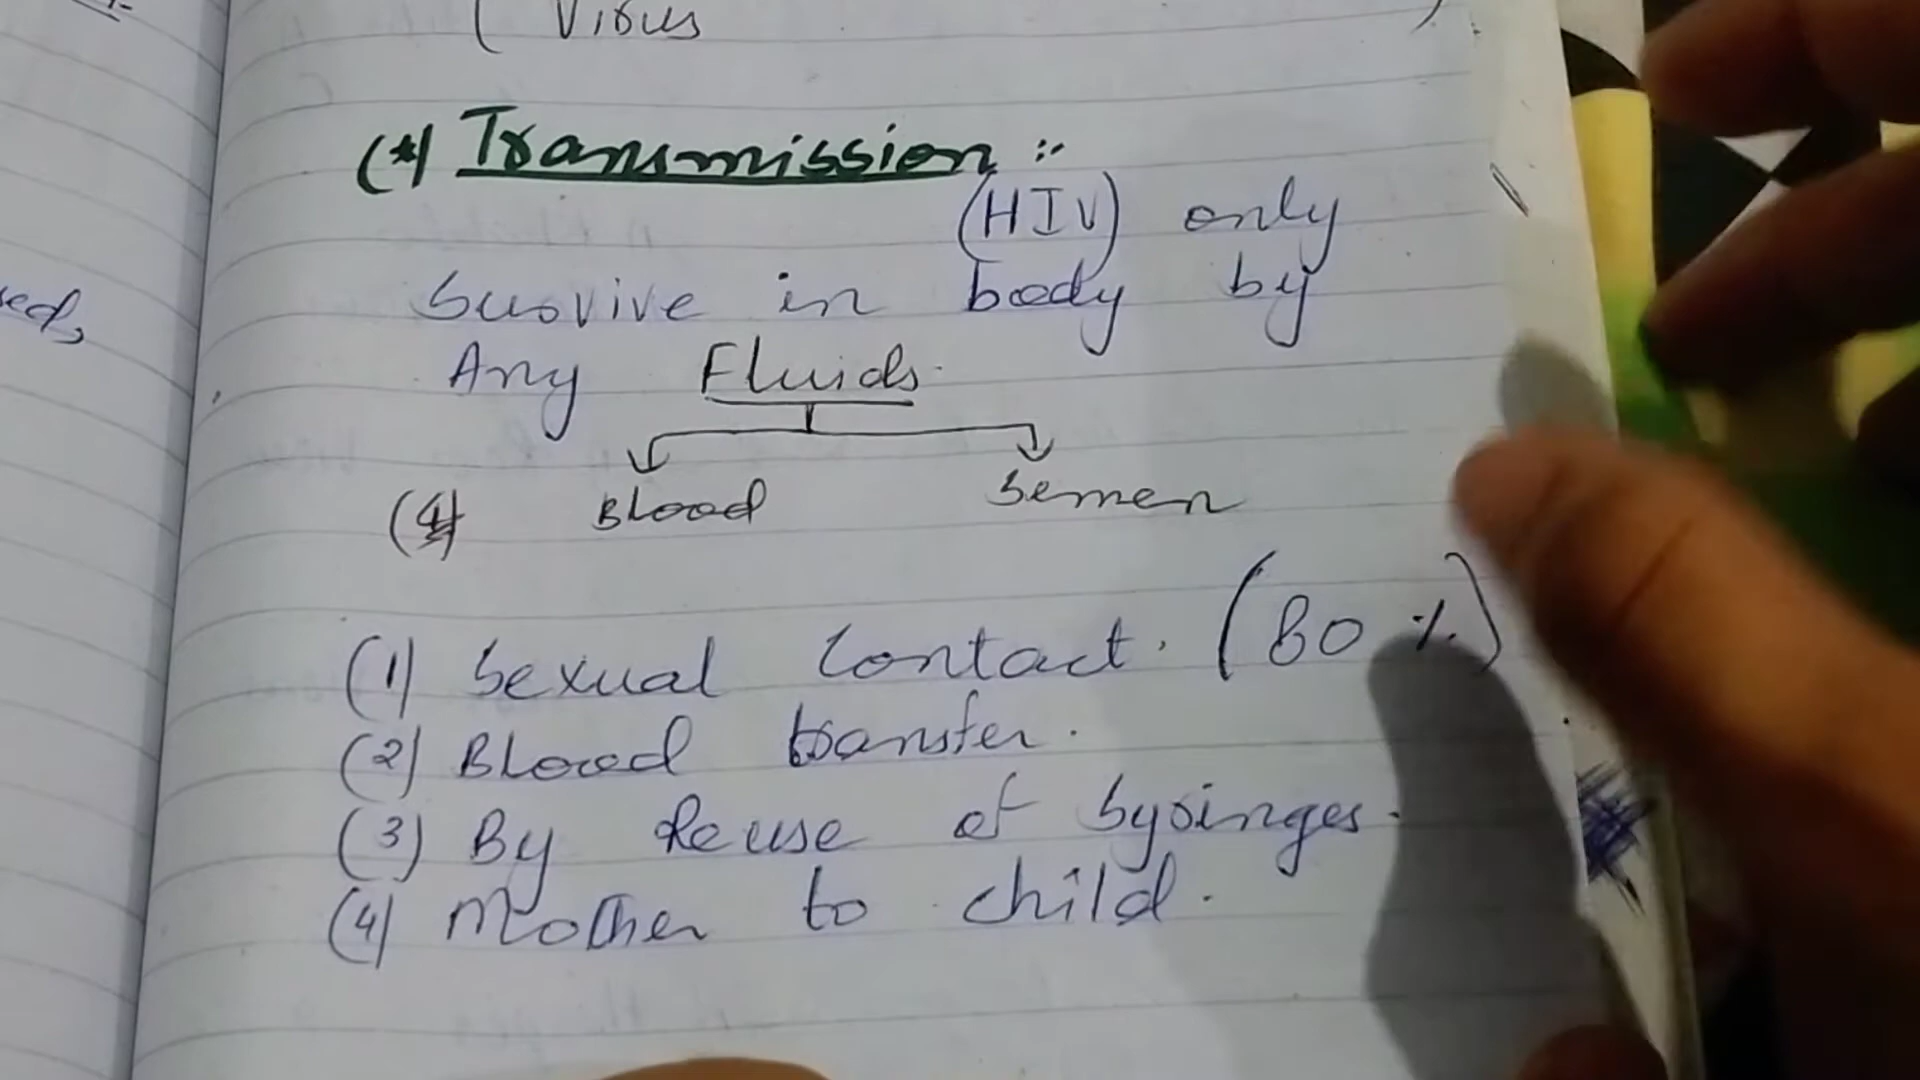 ( Virus )
(*) Transmission :-
(HIV) only
Survive in body by
Any Fluids.
Blood Semen
(1) Sexual Contact. (80 %)
(2) Blood transfer.
(3) By Reuse of Syringes.
(4) Mother to child.